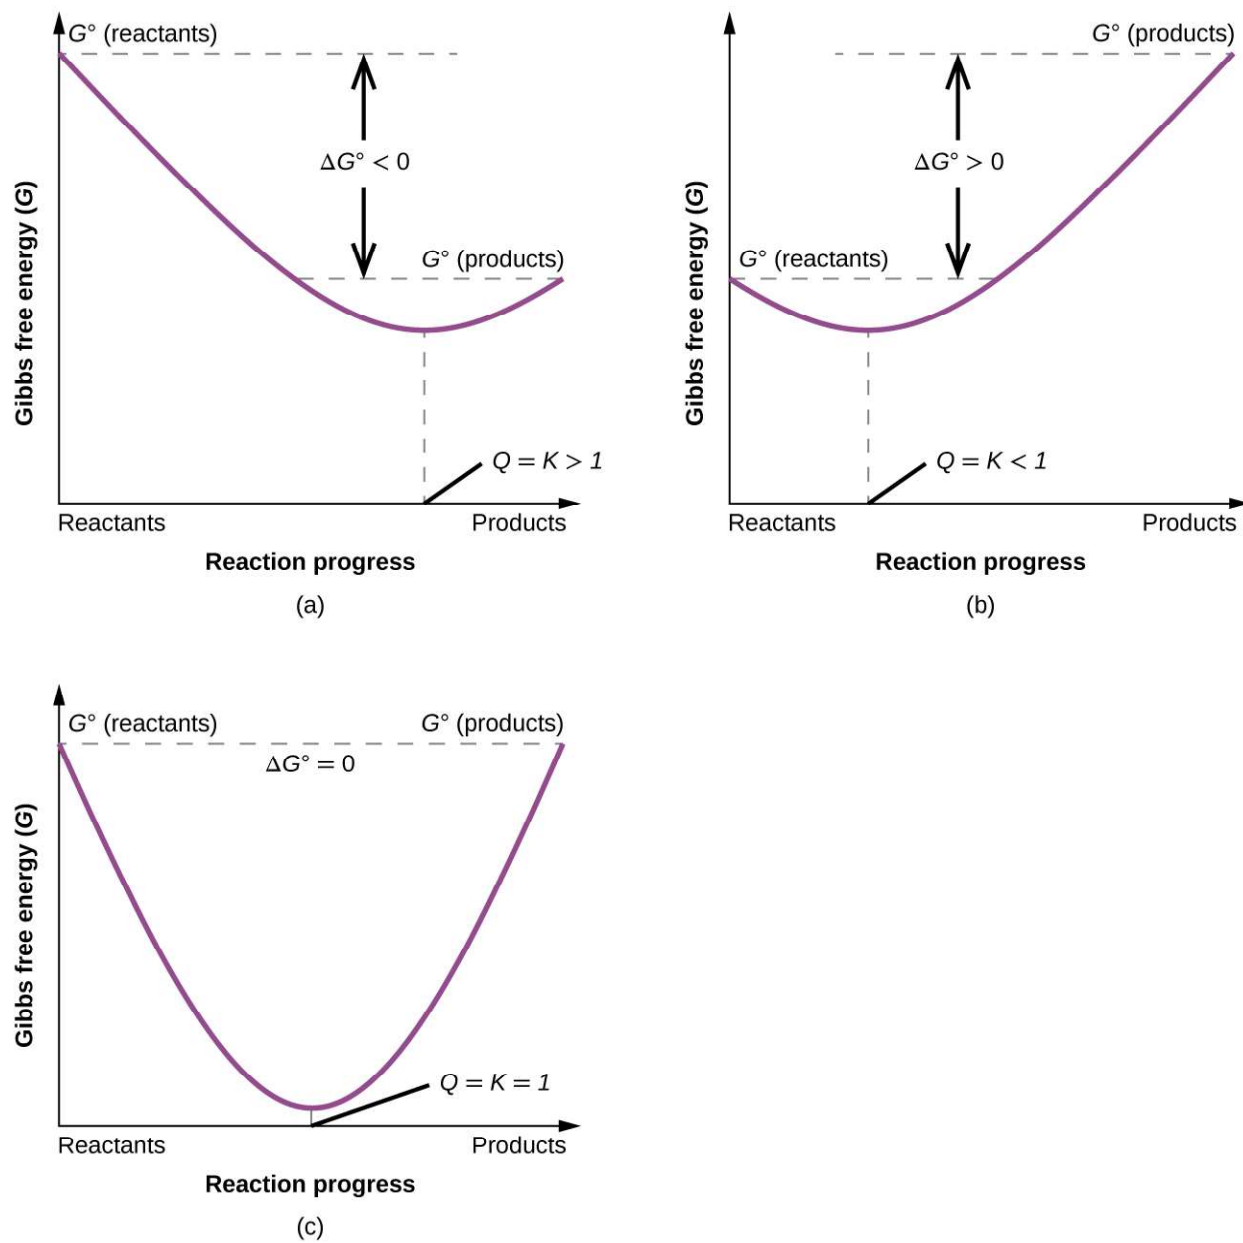 G° (reactants)
ΔG° < 0
G° (products)
Gibbs free energy (G)
Q = K > 1
Reactants
Products
Reaction progress
(a)
G° (products)
ΔG° > 0
G° (reactants)
Gibbs free energy (G)
Q = K < 1
Reactants
Products
Reaction progress
(b)
G° (reactants)
G° (products)
ΔG° = 0
Gibbs free energy (G)
Q = K = 1
Reactants
Products
Reaction progress
(c)